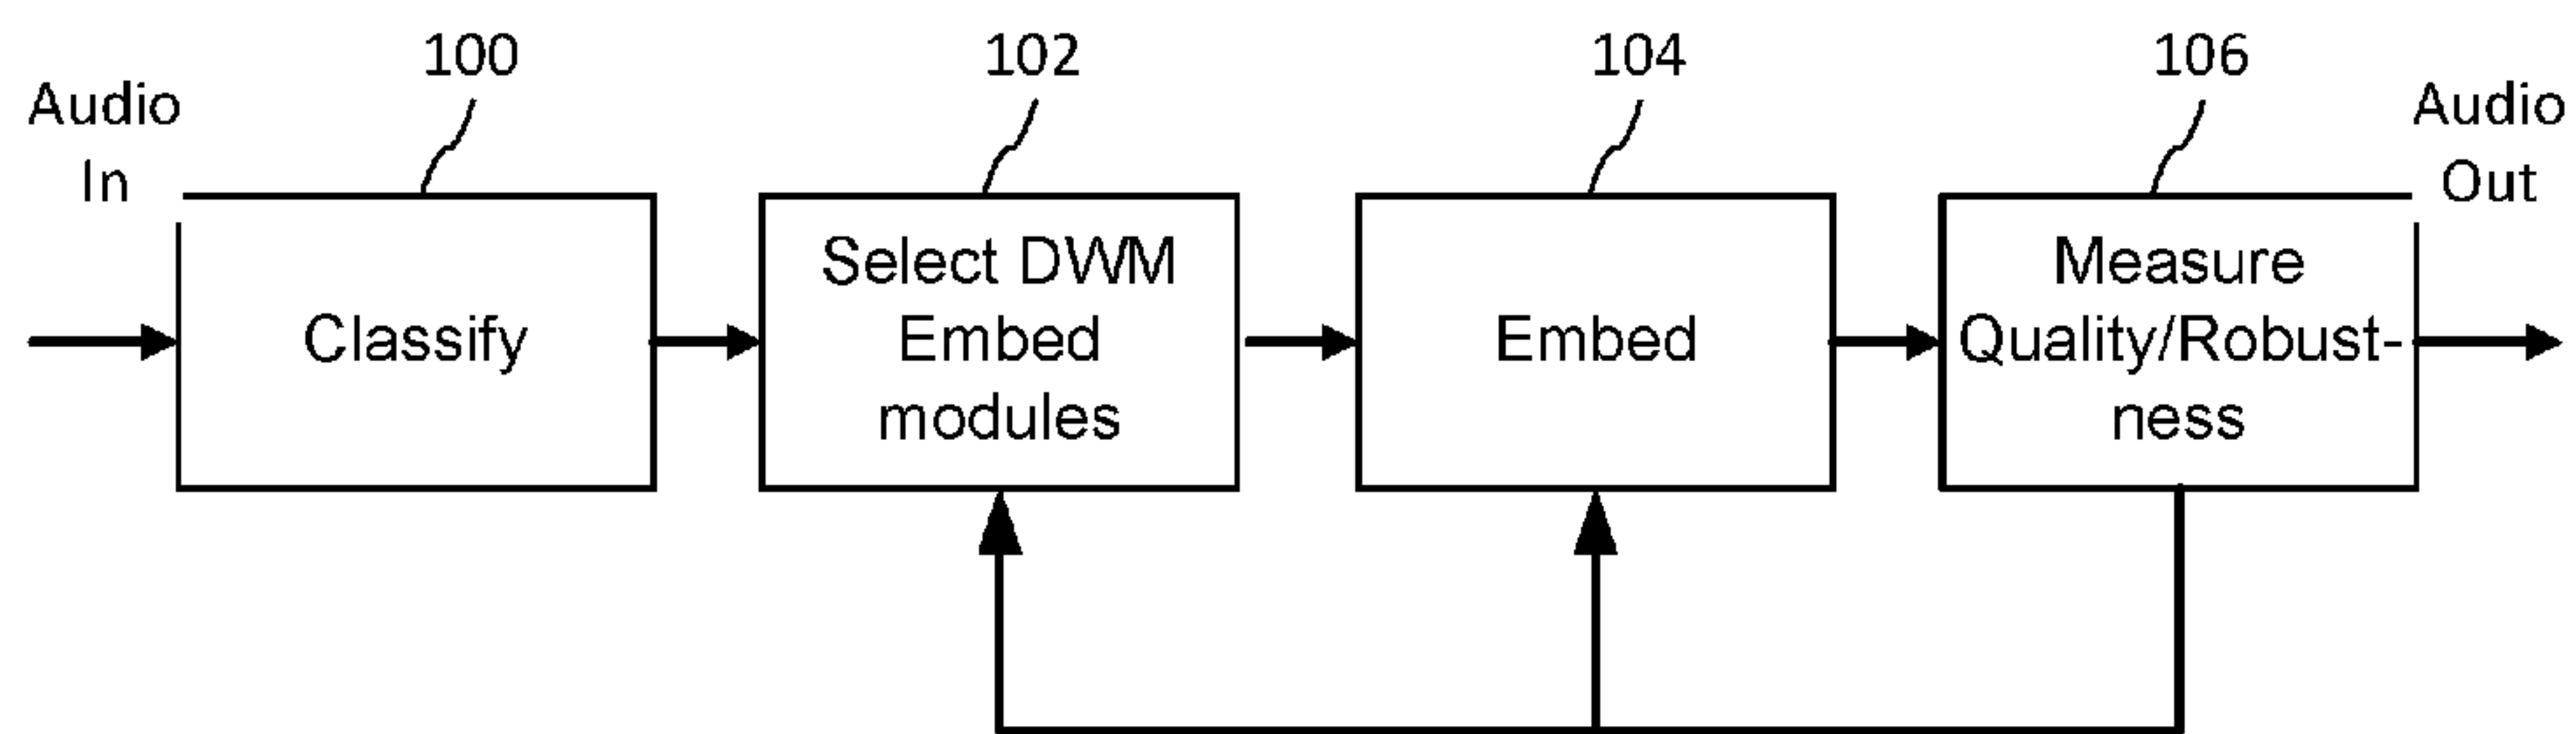 100
102
104
106
Audio
In
Audio
Out
Classify
Select DWM
Embed
modules
Embed
Measure
Quality/Robust-
ness